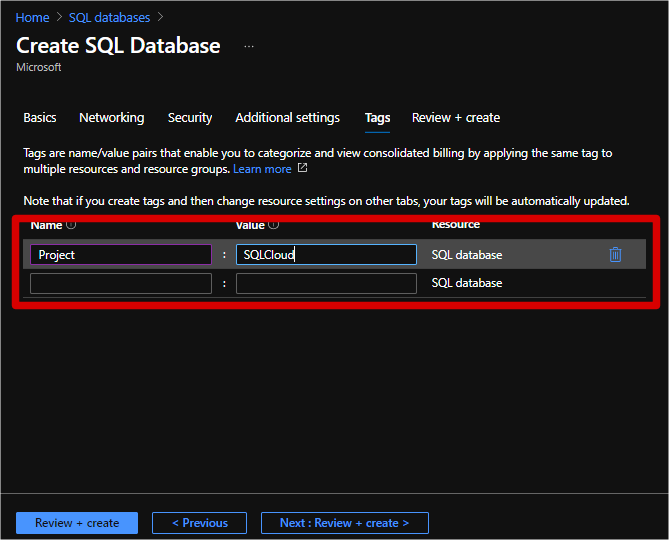 Home > SQL databases >
Create SQL Database ...
Microsoft
Basics Networking Security Additional settings Tags Review + create
Tags are name/value pairs that enable you to categorize and view consolidated billing by applying the same tag to
multiple resources and resource groups. Learn more
Note that if you create tags and then change resource settings on other tabs, your tags will be automatically updated.
Name Value Resource
Project : SQLCloud SQL database
: SQL database
Review + create < Previous Next : Review + create >